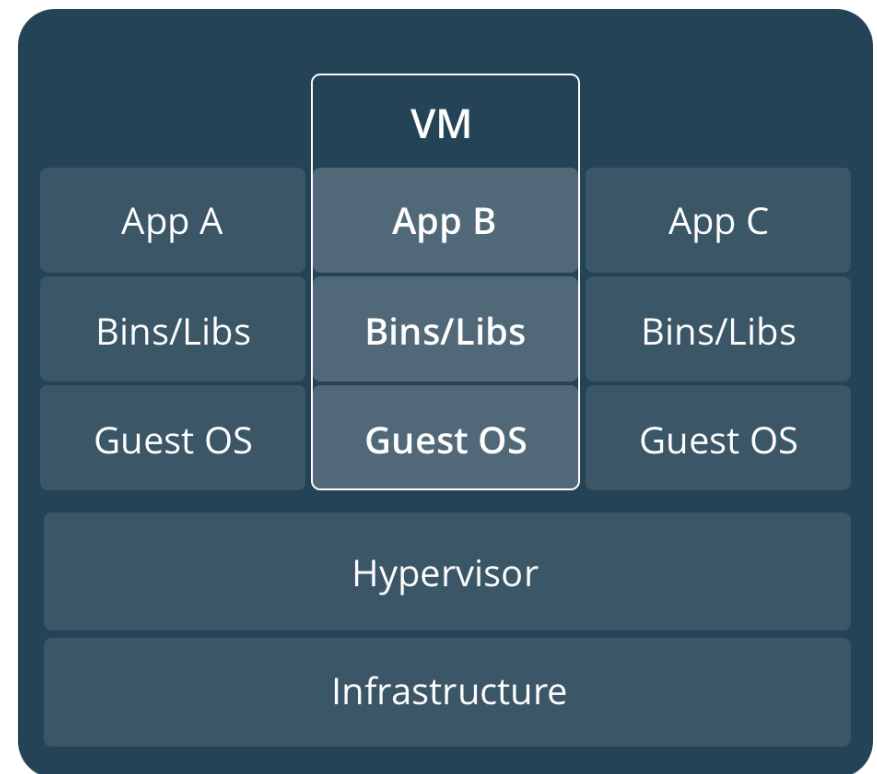 VM
App A
App B
App C
Bins/Libs
Bins/Libs
Bins/Libs
Guest OS
Guest OS
Guest OS
Hypervisor
Infrastructure